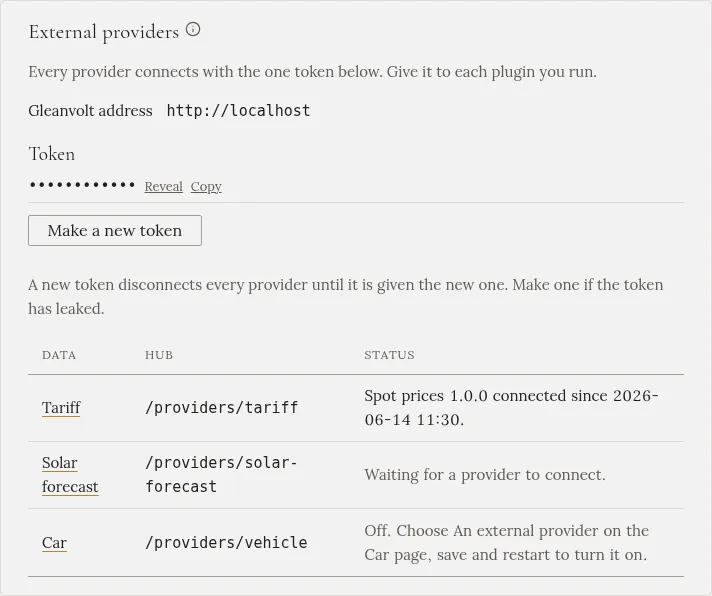 External providers
Every provider connects with the one token below. Give it to each plugin you run.
Gleanvolt address http://localhost
Token
•••••••••••• Reveal Copy
Make a new token
A new token disconnects every provider until it is given the new one. Make one if the token
has leaked.
DATA HUB STATUS
Tariff /providers/tariff Spot prices 1.0.0 connected since 2026-
06-14 11:30.
Solar /providers/solar-
forecast forecast Waiting for a provider to connect.
Car /providers/vehicle Off. Choose An external provider on the
Car page, save and restart to turn it on.